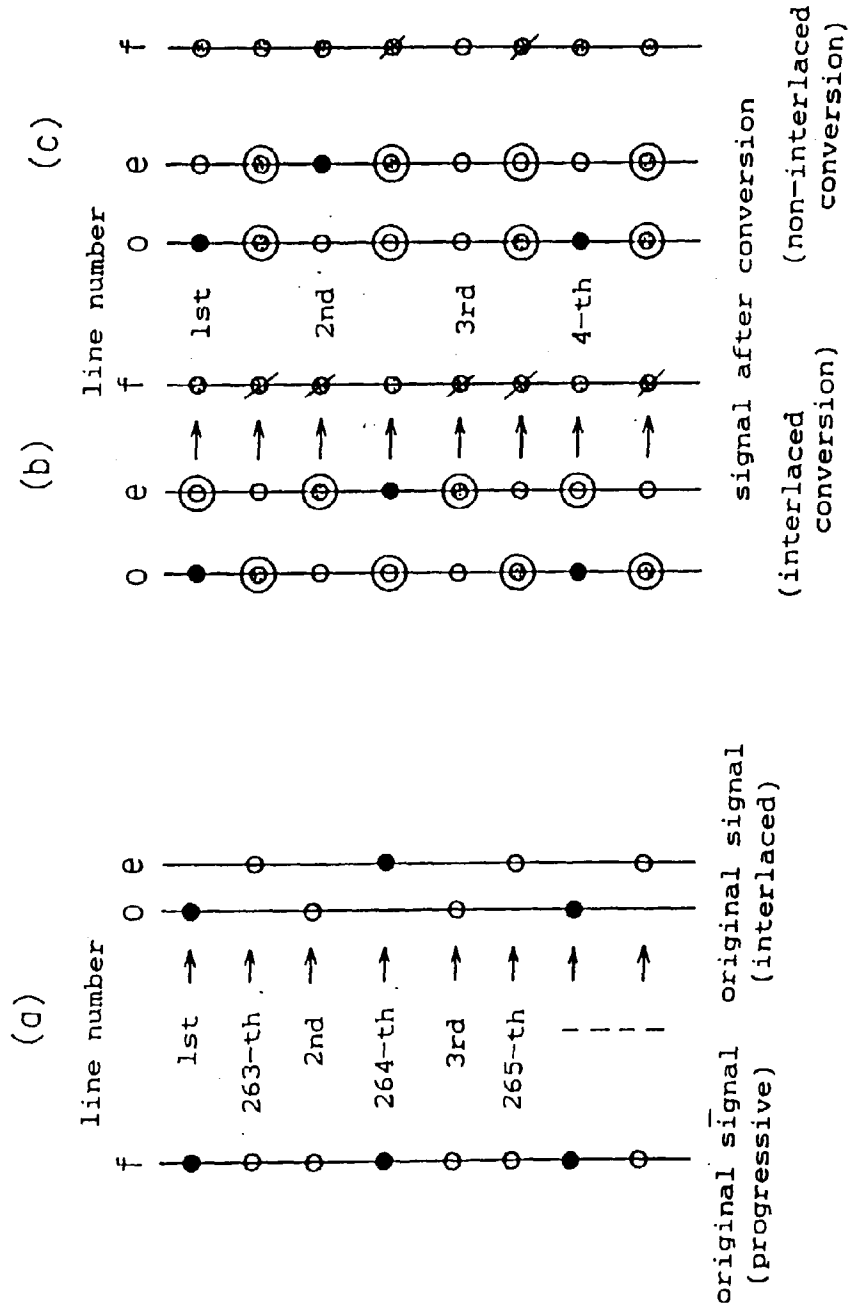 (a)
line number
f
o
e
1st
263-th
2nd
264-th
3rd
265-th
original signal
(progressive)
original signal
(interlaced)
(b)
o
e
f
(c)
line number
o
e
f
1st
2nd
3rd
4-th
signal after conversion
(interlaced
conversion)
(non-interlaced
conversion)